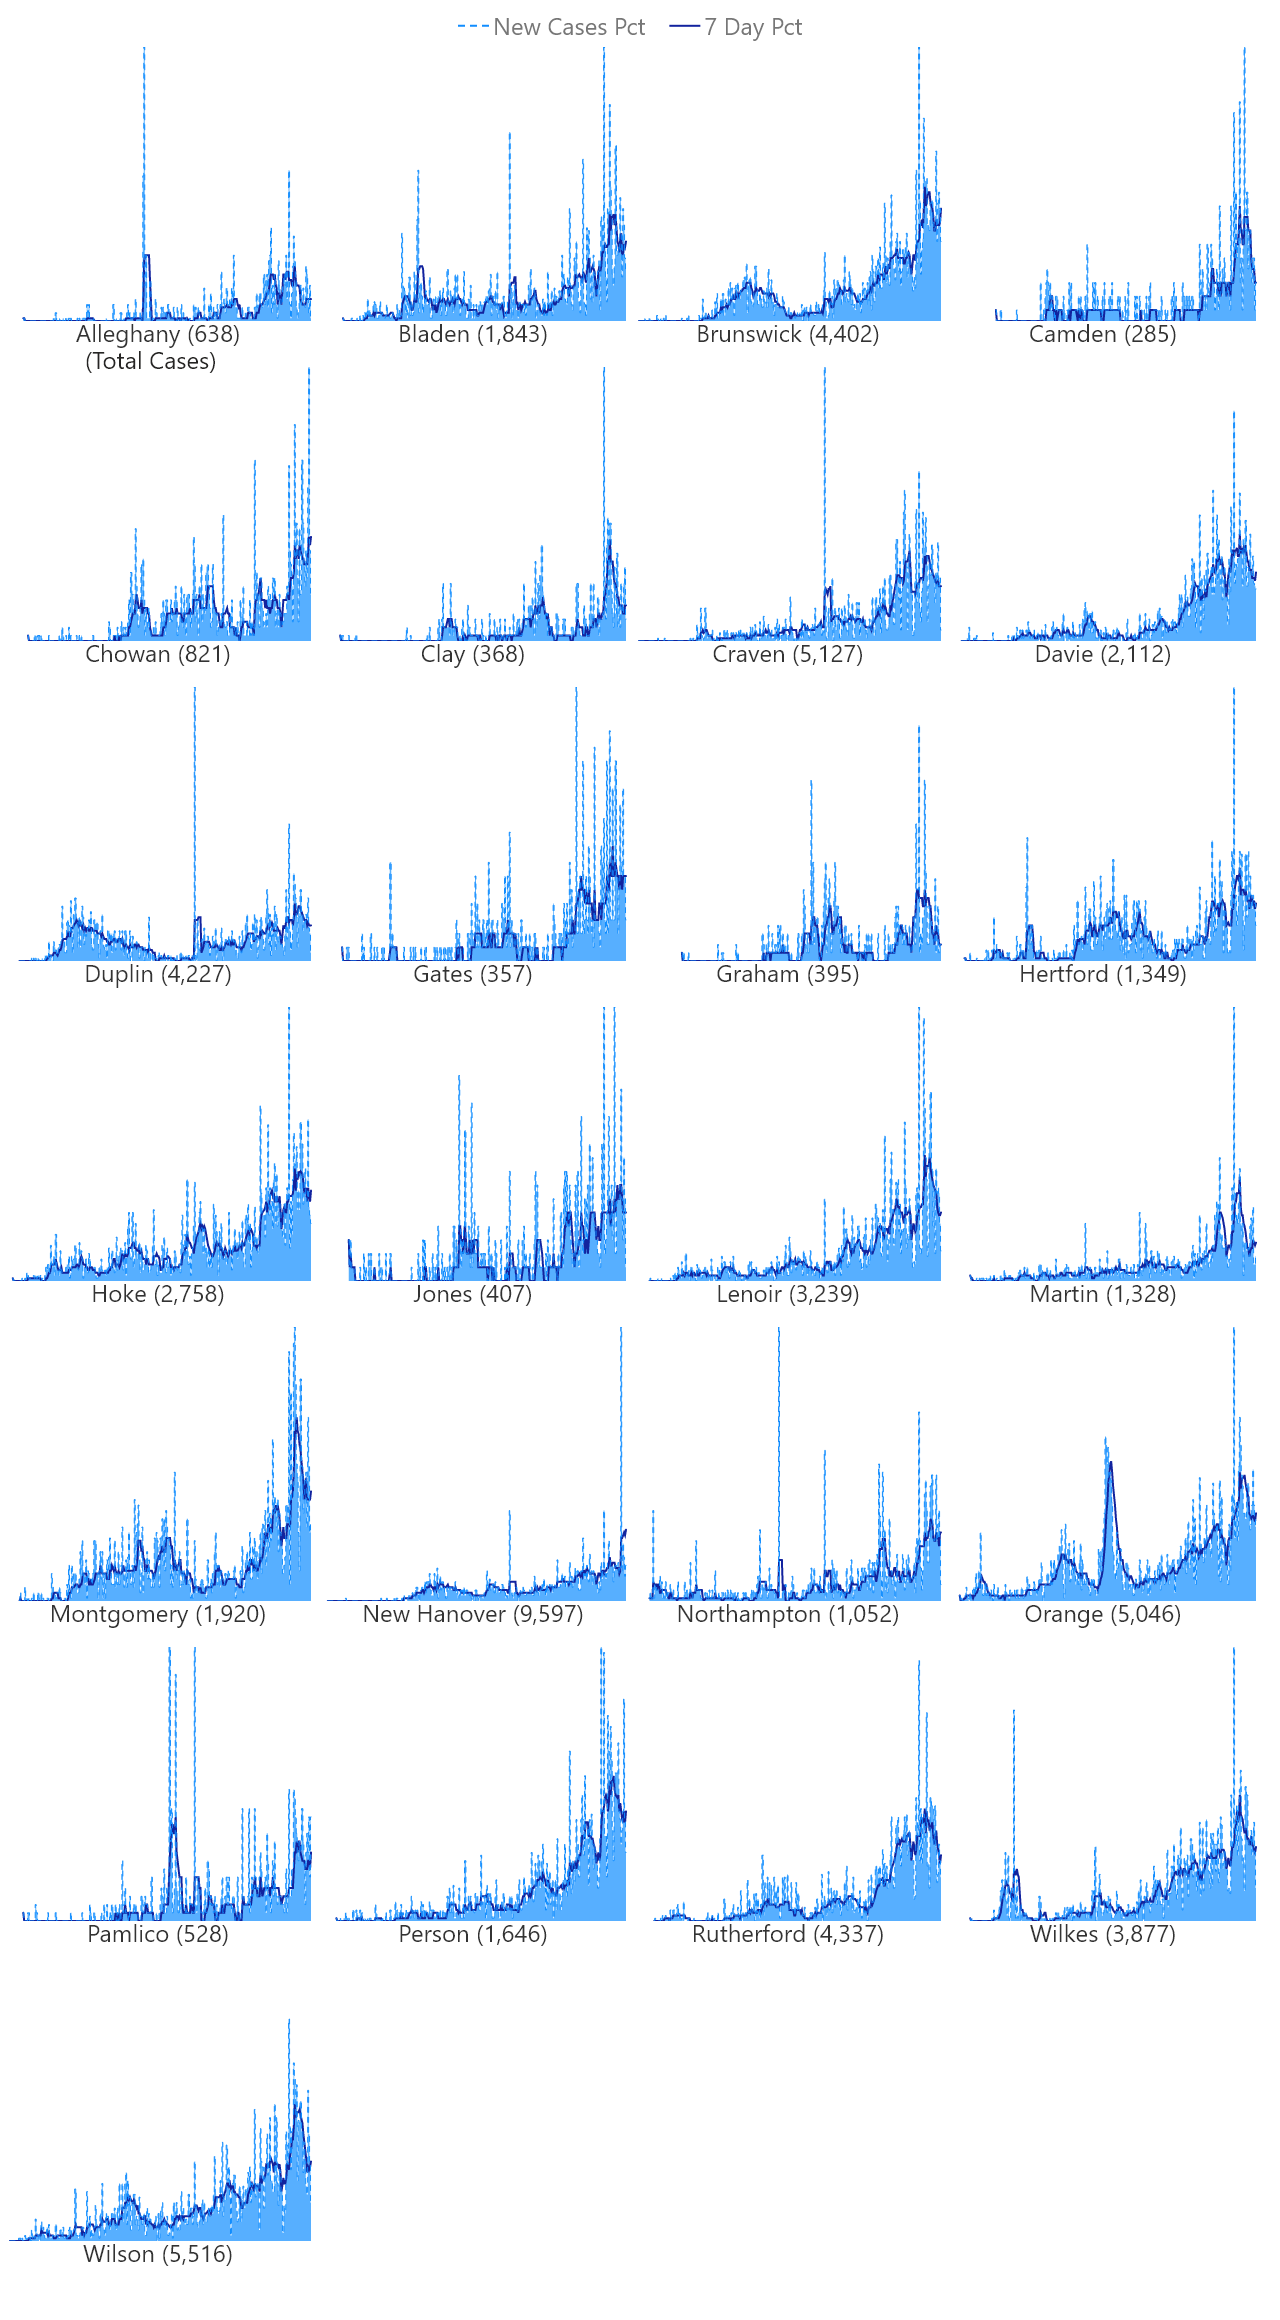 New Cases Pct 7 Day Pct
Alleghany (638) Bladen (1,843) Brunswick (4,402) Camden (285)
(Total Cases)
Chowan (821) Clay (368) Craven (5,127) Davie (2,112)
Duplin (4,227) Gates (357) Graham (395) Hertford (1,349)
Hoke (2,758) Jones (407) Lenoir (3,239) Martin (1,328)
Montgomery (1,920) New Hanover (9,597) Northampton (1,052) Orange (5,046)
Pamlico (528) Person (1,646) Rutherford (4,337) Wilkes (3,877)
Wilson (5,516)